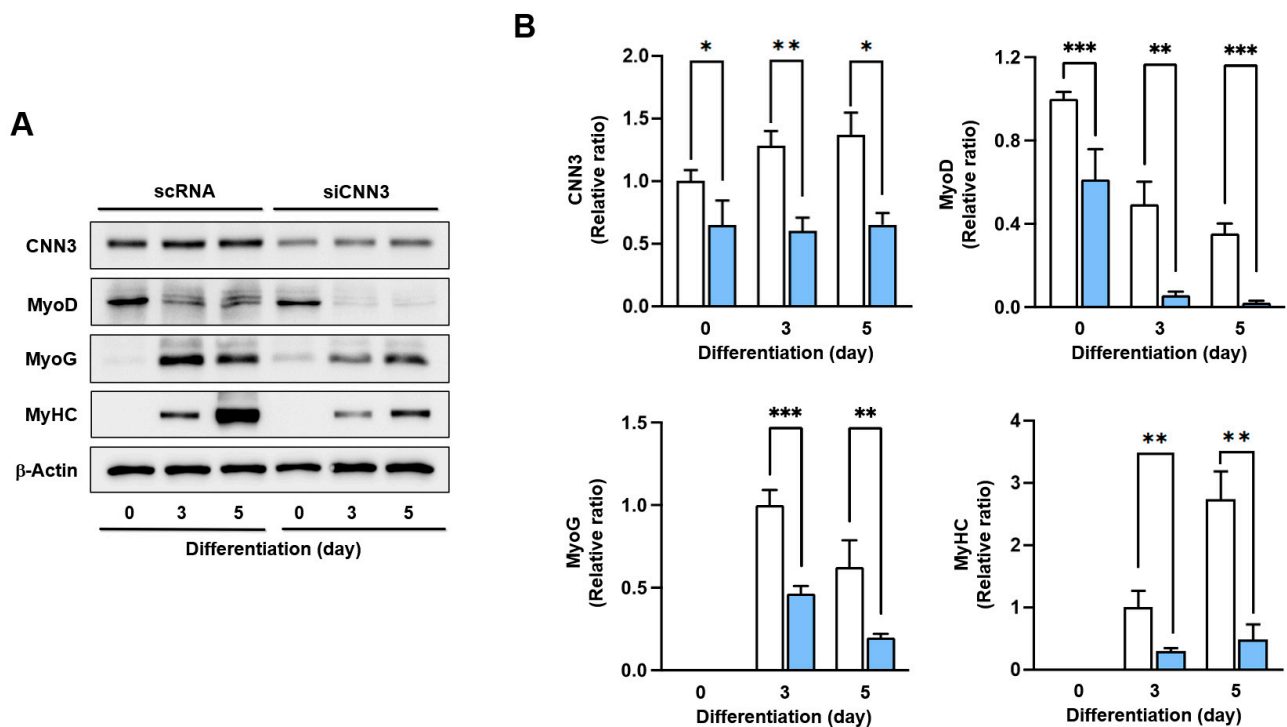 A
scRNA siCNN3
CNN3
MyoD
MyoG
MyHC
β-Actin
0 3 5 0 3 5
Differentiation (day)
B
* ** *
CNN3
(Relative ratio)
2.0
1.5
1.0
0.5
0.0
0 3 5
Differentiation (day)
*** ** ***
MyoD
(Relative ratio)
1.2
0.8
0.4
0.0
0 3 5
Differentiation (day)
*** **
MyoG
(Relative ratio)
1.5
1.0
0.5
0.0
0 3 5
Differentiation (day)
** **
MyHC
(Relative ratio)
4
3
2
1
0
0 3 5
Differentiation (day)